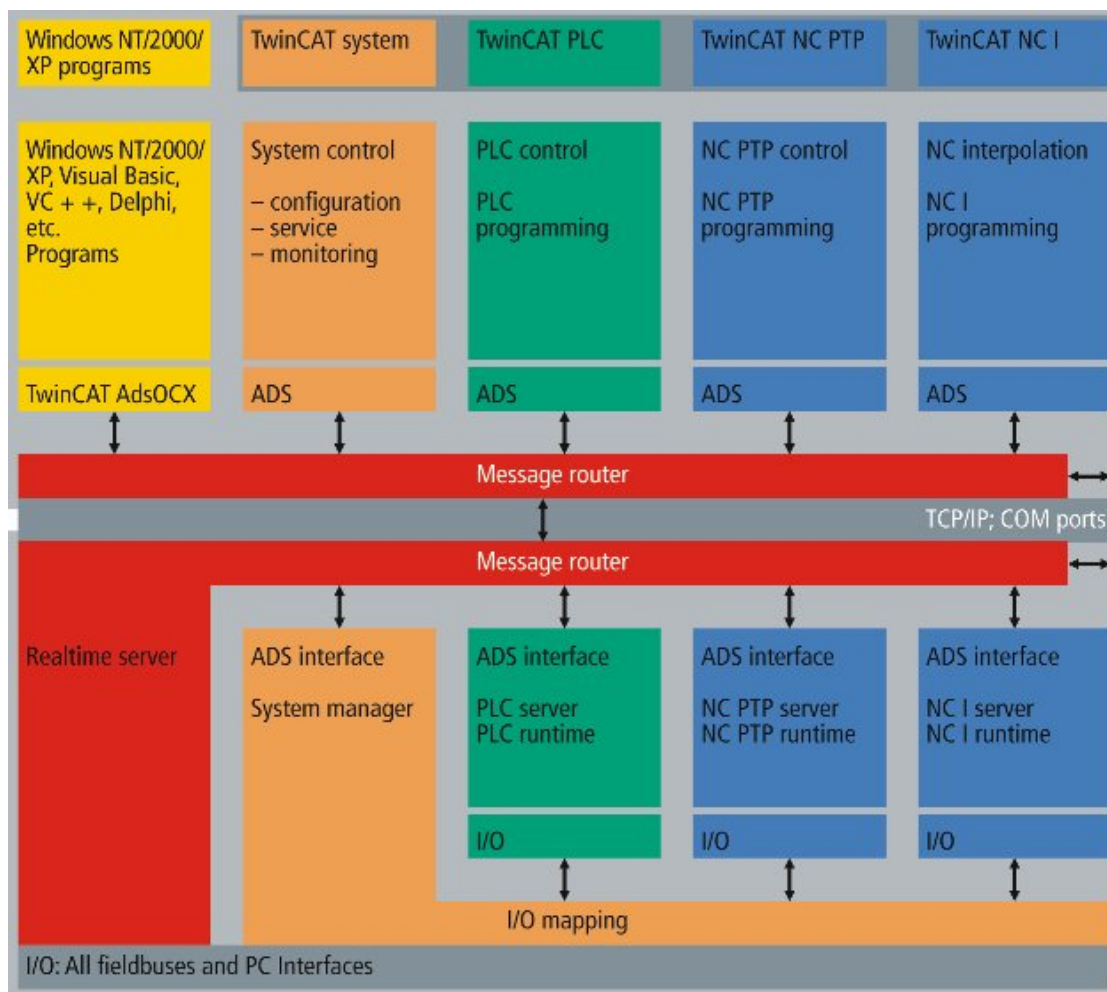 Windows NT/2000/
XP programs
TwinCAT system
TwinCAT PLC
TwinCAT NC PTP
TwinCAT NC I
Windows NT/2000/
XP, Visual Basic,
VC + +, Delphi,
etc.
Programs
System control
– configuration
– service
– monitoring
PLC control
PLC
programming
NC PTP control
NC PTP
programming
NC interpolation
NC I
programming
TwinCAT AdsOCX
ADS
ADS
ADS
ADS
Message router
TCP/IP; COM ports
Message router
Realtime server
ADS interface
System manager
ADS interface
PLC server
PLC runtime
ADS interface
NC PTP server
NC PTP runtime
ADS interface
NC I server
NC I runtime
I/O
I/O
I/O
I/O mapping
I/O: All fieldbuses and PC Interfaces